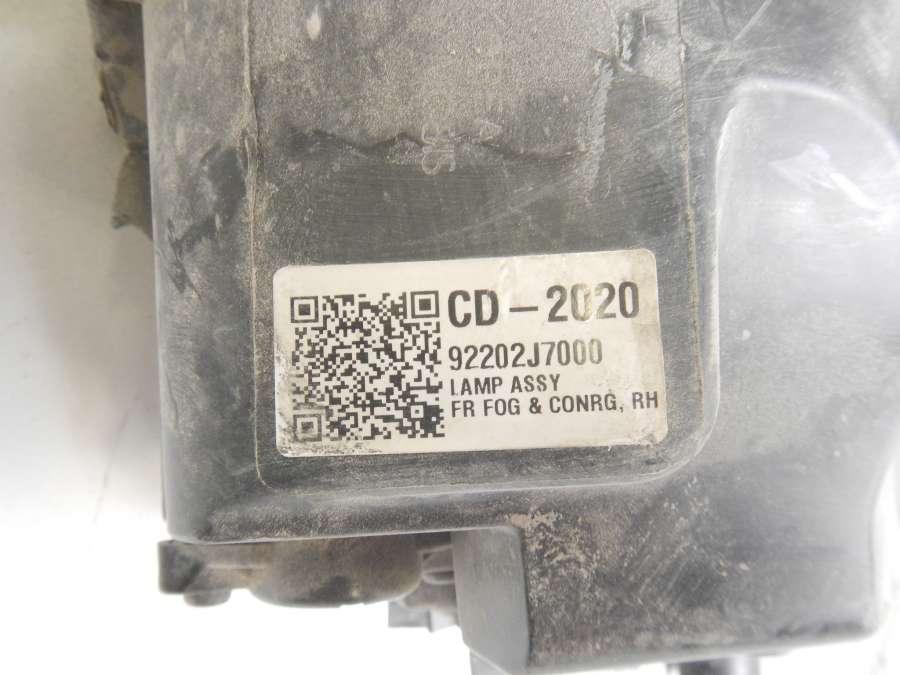 CD-2020
92202J7000
LAMP ASSY
FR FOG & CONRG, RH